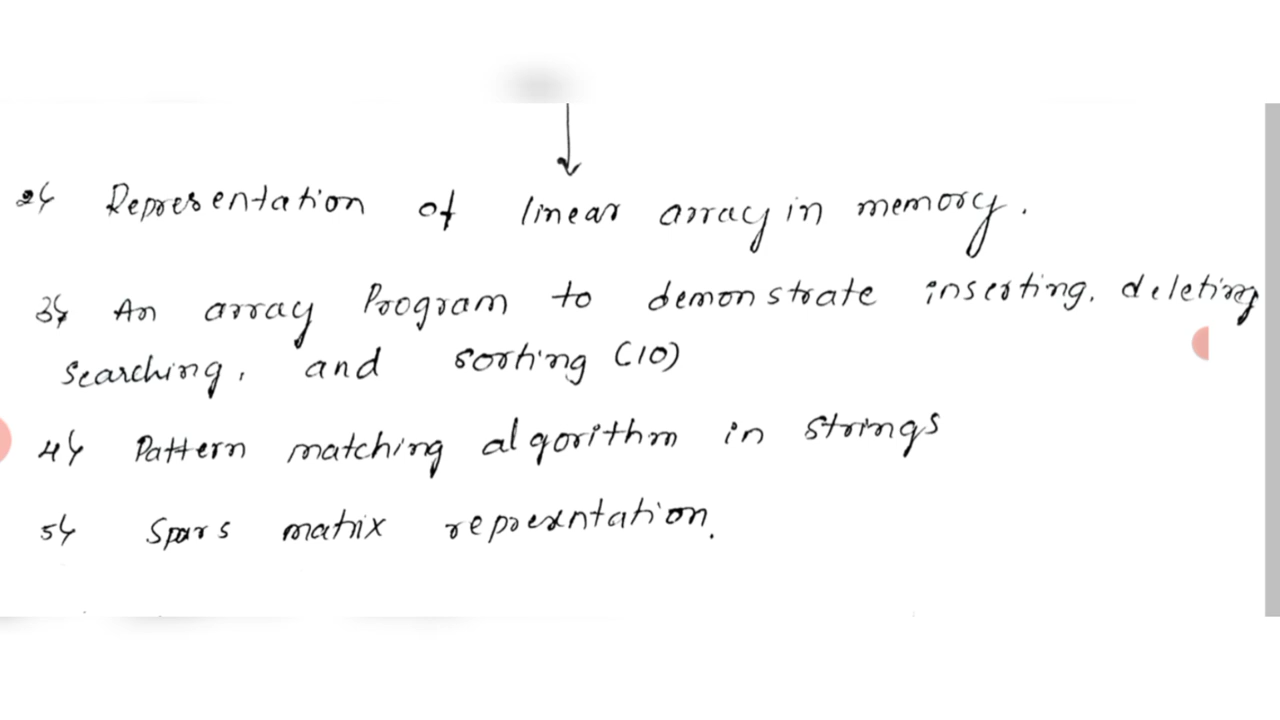 2) Representation of linear array in memory.
3) An array Program to demonstrate inserting, deleting
searching, and sorting (10)
4) Pattern matching algorithm in strings
5) Spars matrix representation.